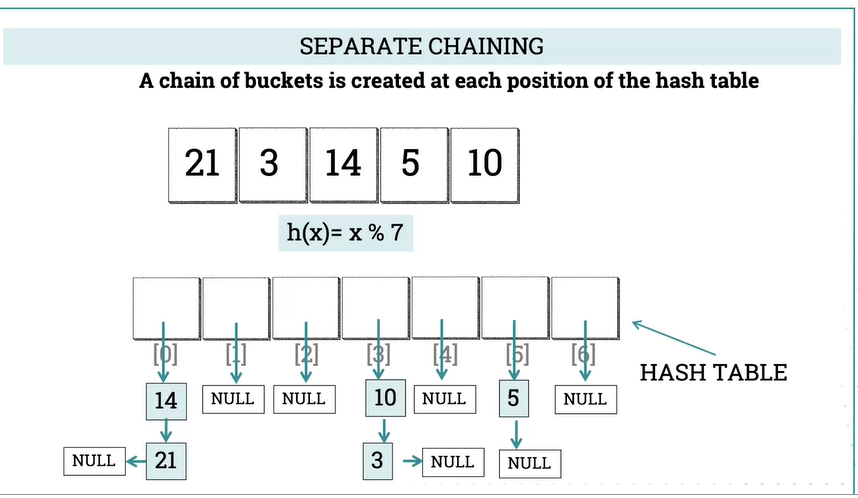 SEPARATE CHAINING
A chain of buckets is created at each position of the hash table
21 3 14 5 10
h(x)= x % 7
[0] [1] [2] [3] [4] [5] [6]
HASH TABLE
14 NULL NULL 10 NULL 5 NULL
NULL 21 3 NULL NULL